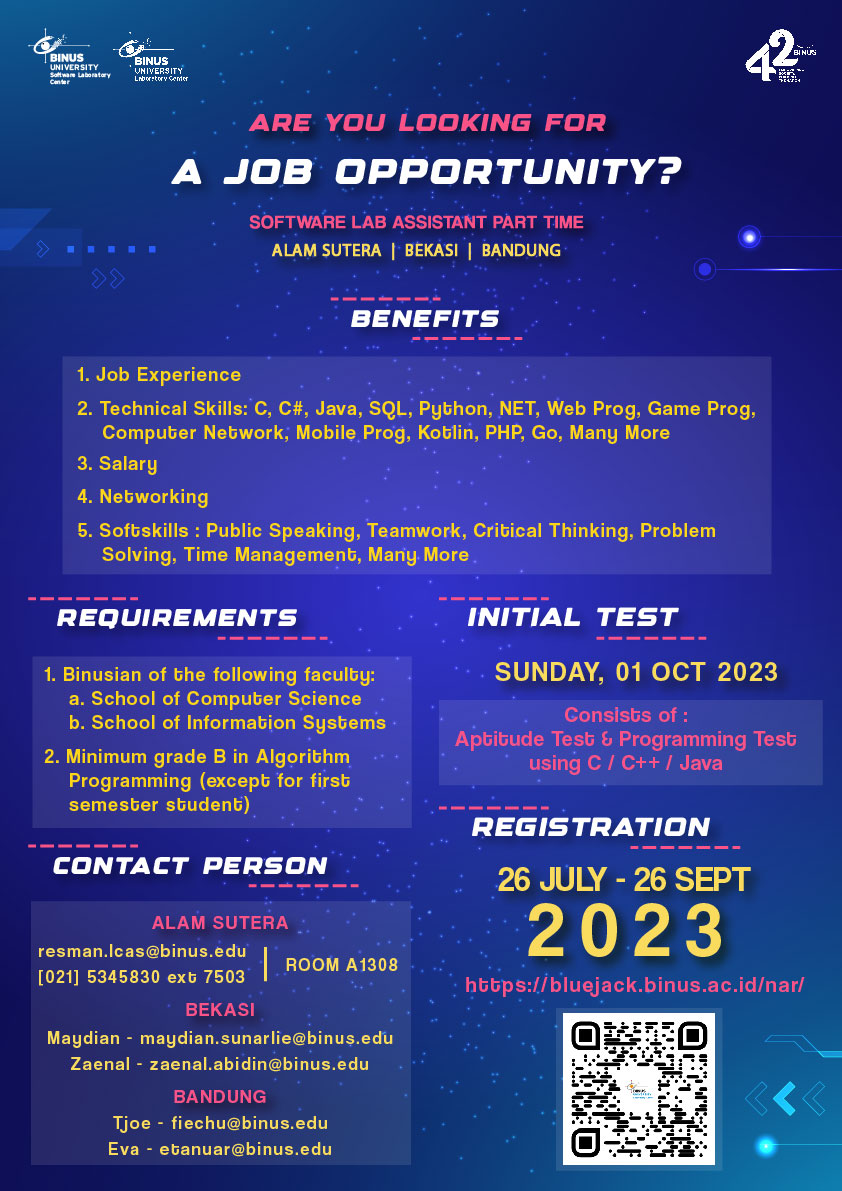 BINUS
UNIVERSITY
Software Laboratory
Center
BINUS
UNIVERSITY
Laboratory Center
42
BINUS
ARE YOU LOOKING FOR
A JOB OPPORTUNITY?
SOFTWARE LAB ASSISTANT PART TIME
ALAM SUTERA | BEKASI | BANDUNG
BENEFITS
1. Job Experience
2. Technical Skills: C, C#, Java, SQL, Python, NET, Web Prog, Game Prog,
Computer Network, Mobile Prog, Kotlin, PHP, Go, Many More
3. Salary
4. Networking
5. Softskills : Public Speaking, Teamwork, Critical Thinking, Problem
Solving, Time Management, Many More
REQUIREMENTS
1. Binusian of the following faculty:
a. School of Computer Science
b. School of Information Systems
2. Minimum grade B in Algorithm
Programming (except for first
semester student)
INITIAL TEST
SUNDAY, 01 OCT 2023
Consists of :
Aptitude Test & Programming Test
using C / C++ / Java
CONTACT PERSON
ALAM SUTERA
resman.lcas@binus.edu
[021] 5345830 ext 7503
ROOM A1308
BEKASI
Maydian - maydian.sunarlie@binus.edu
Zaenal - zaenal.abidin@binus.edu
BANDUNG
Tjoe - fiechu@binus.edu
Eva - etanuar@binus.edu
REGISTRATION
26 JULY - 26 SEPT
2023
https://bluejack.binus.ac.id/nar/
BINUS